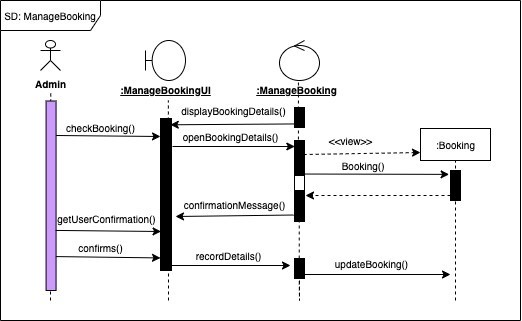 SD: ManageBooking
Admin
:ManageBookingUI
:ManageBooking
displayBookingDetails()
checkBooking()
openBookingDetails()
<<view>>
:Booking
Booking()
confirmationMessage()
getUserConfirmation()
confirms()
recordDetails()
updateBooking()